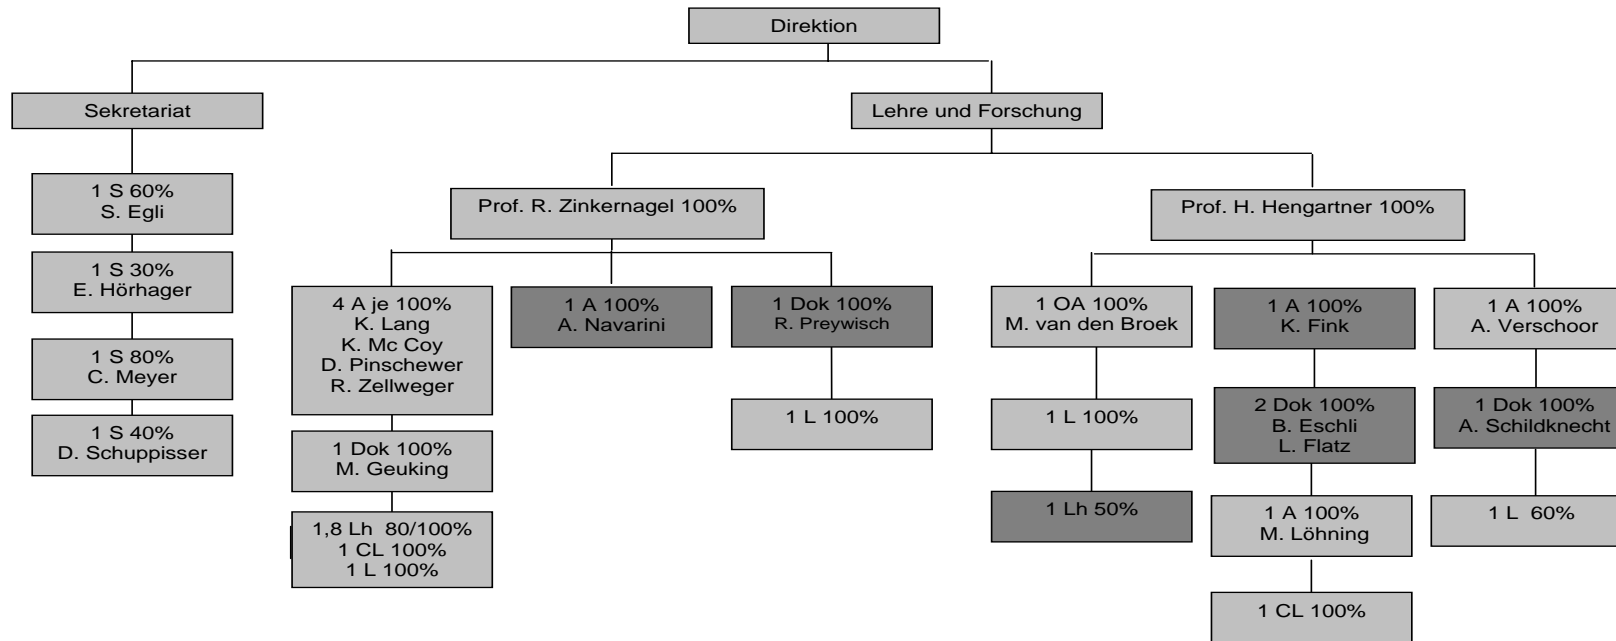 Direktion
Sekretariat
Lehre und Forschung
1 S 60%
S. Egli
1 S 30%
E. Hörhager
1 S 80%
C. Meyer
1 S 40%
D. Schuppisser
Prof. R. Zinkernagel 100%
4 A je 100%
K. Lang
K. Mc Coy
D. Pinschewer
R. Zellweger
1 Dok 100%
M. Geuking
1,8 Lh  80/100%
1 CL 100%
1 L 100%
1 A 100%
A. Navarini
1 Dok 100%
R. Preywisch
1 L 100%
Prof. H. Hengartner 100%
1 OA 100%
M. van den Broek
1 L 100%
1 Lh 50%
1 A 100%
K. Fink
2 Dok 100%
B. Eschli
L. Flatz
1 A 100%
M. Löhning
1 CL 100%
1 A 100%
A. Verschoor
1 Dok 100%
A. Schildknecht
1 L  60%